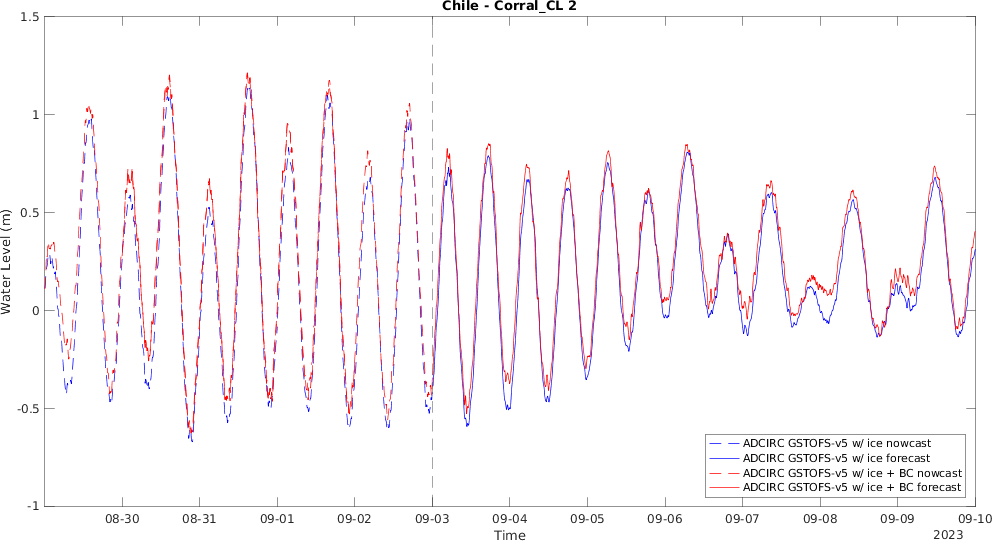 Chile - Corral_CL 2
1.5
1
0.5
0
-0.5
-1
Water Level (m)
ADCIRC GSTOFS-v5 w/ ice nowcast
ADCIRC GSTOFS-v5 w/ ice forecast
ADCIRC GSTOFS-v5 w/ ice + BC nowcast
ADCIRC GSTOFS-v5 w/ ice + BC forecast
08-30 08-31 09-01 09-02 09-03 09-04 09-05 09-06 09-07 09-08 09-09 09-10
Time
2023